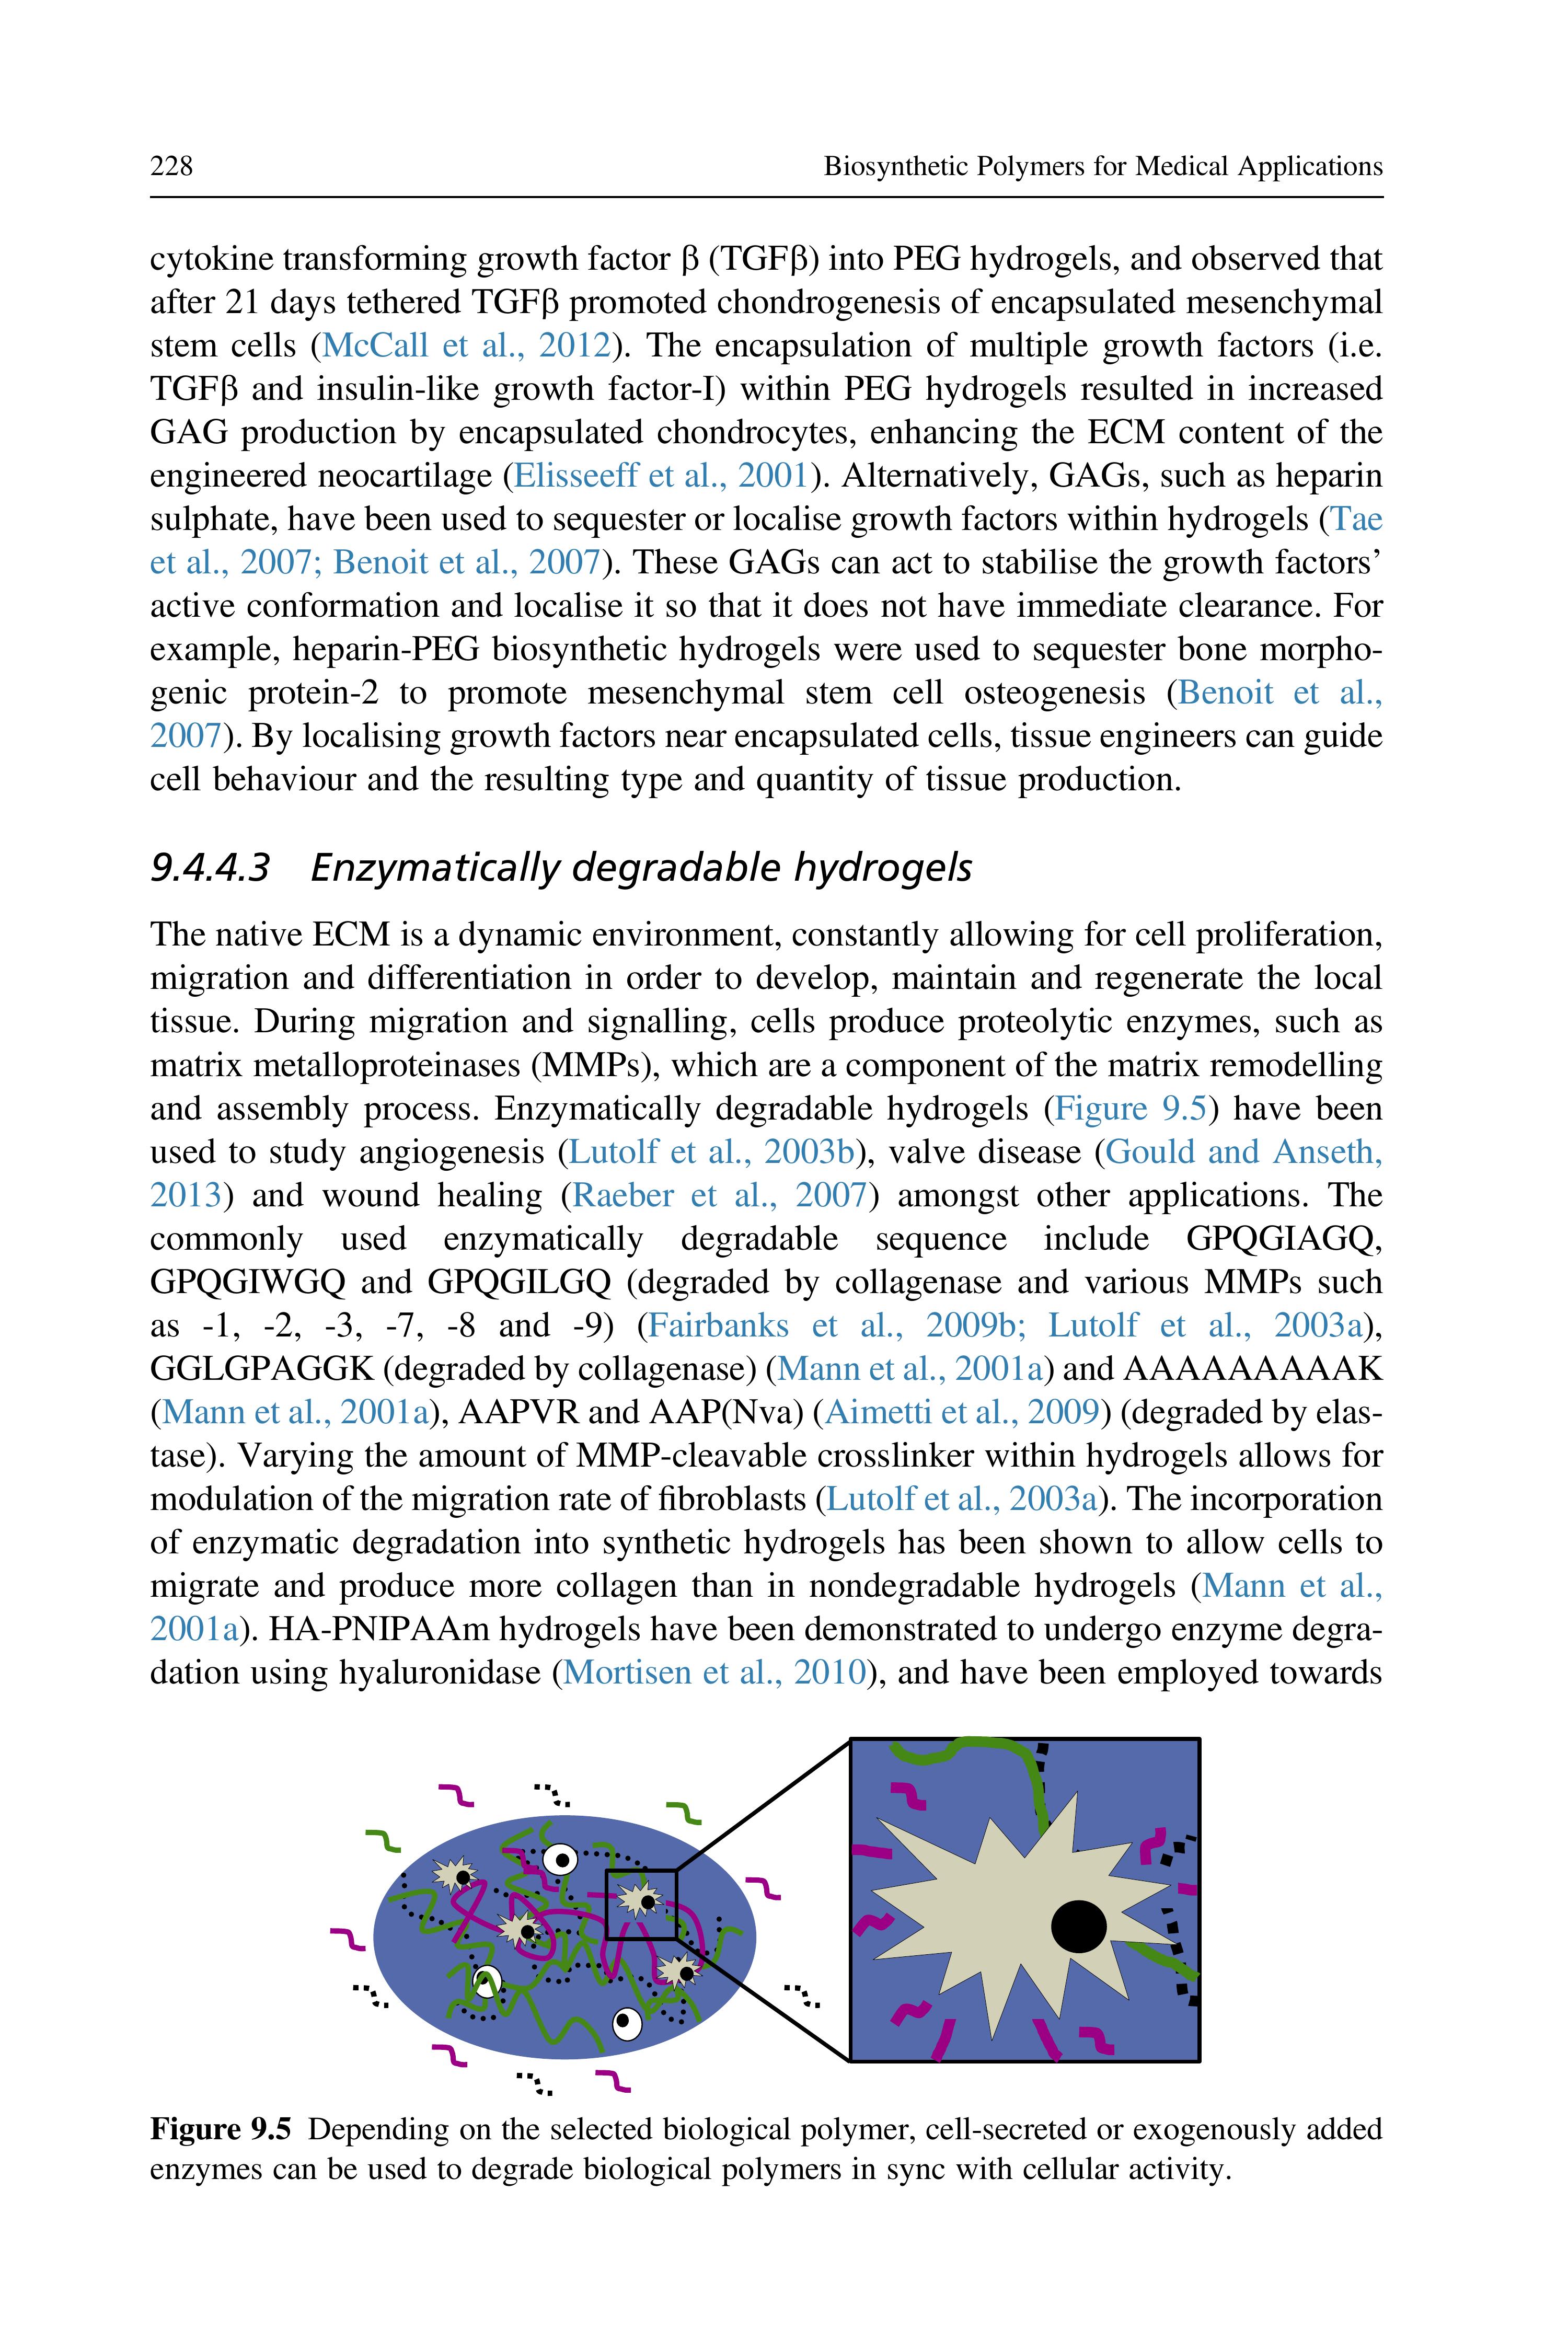 228
Biosynthetic Polymers for Medical Applications
cytokine transforming growth factor β (TGFβ) into PEG hydrogels, and observed that
after 21 days tethered TGFβ promoted chondrogenesis of encapsulated mesenchymal
stem cells (McCall et al., 2012). The encapsulation of multiple growth factors (i.e.
TGFβ and insulin-like growth factor-I) within PEG hydrogels resulted in increased
GAG production by encapsulated chondrocytes, enhancing the ECM content of the
engineered neocartilage (Elisseeff et al., 2001). Alternatively, GAGs, such as heparin
sulphate, have been used to sequester or localise growth factors within hydrogels (Tae
et al., 2007; Benoit et al., 2007). These GAGs can act to stabilise the growth factors’
active conformation and localise it so that it does not have immediate clearance. For
example, heparin-PEG biosynthetic hydrogels were used to sequester bone morpho-
genic protein-2 to promote mesenchymal stem cell osteogenesis (Benoit et al.,
2007). By localising growth factors near encapsulated cells, tissue engineers can guide
cell behaviour and the resulting type and quantity of tissue production.
9.4.4.3 Enzymatically degradable hydrogels
The native ECM is a dynamic environment, constantly allowing for cell proliferation,
migration and differentiation in order to develop, maintain and regenerate the local
tissue. During migration and signalling, cells produce proteolytic enzymes, such as
matrix metalloproteinases (MMPs), which are a component of the matrix remodelling
and assembly process. Enzymatically degradable hydrogels (Figure 9.5) have been
used to study angiogenesis (Lutolf et al., 2003b), valve disease (Gould and Anseth,
2013) and wound healing (Raeber et al., 2007) amongst other applications. The
commonly used enzymatically degradable sequence include GPQGIAGQ,
GPQGIWGQ and GPQGILGQ (degraded by collagenase and various MMPs such
as -1, -2, -3, -7, -8 and -9) (Fairbanks et al., 2009b; Lutolf et al., 2003a),
GGLGPAGGK (degraded by collagenase) (Mann et al., 2001a) and AAAAAAAAAK
(Mann et al., 2001a), AAPVR and AAP(Nva) (Aimetti et al., 2009) (degraded by elas-
tase). Varying the amount of MMP-cleavable crosslinker within hydrogels allows for
modulation of the migration rate of fibroblasts (Lutolf et al., 2003a). The incorporation
of enzymatic degradation into synthetic hydrogels has been shown to allow cells to
migrate and produce more collagen than in nondegradable hydrogels (Mann et al.,
2001a). HA-PNIPAAm hydrogels have been demonstrated to undergo enzyme degra-
dation using hyaluronidase (Mortisen et al., 2010), and have been employed towards
Figure 9.5 Depending on the selected biological polymer, cell-secreted or exogenously added
enzymes can be used to degrade biological polymers in sync with cellular activity.